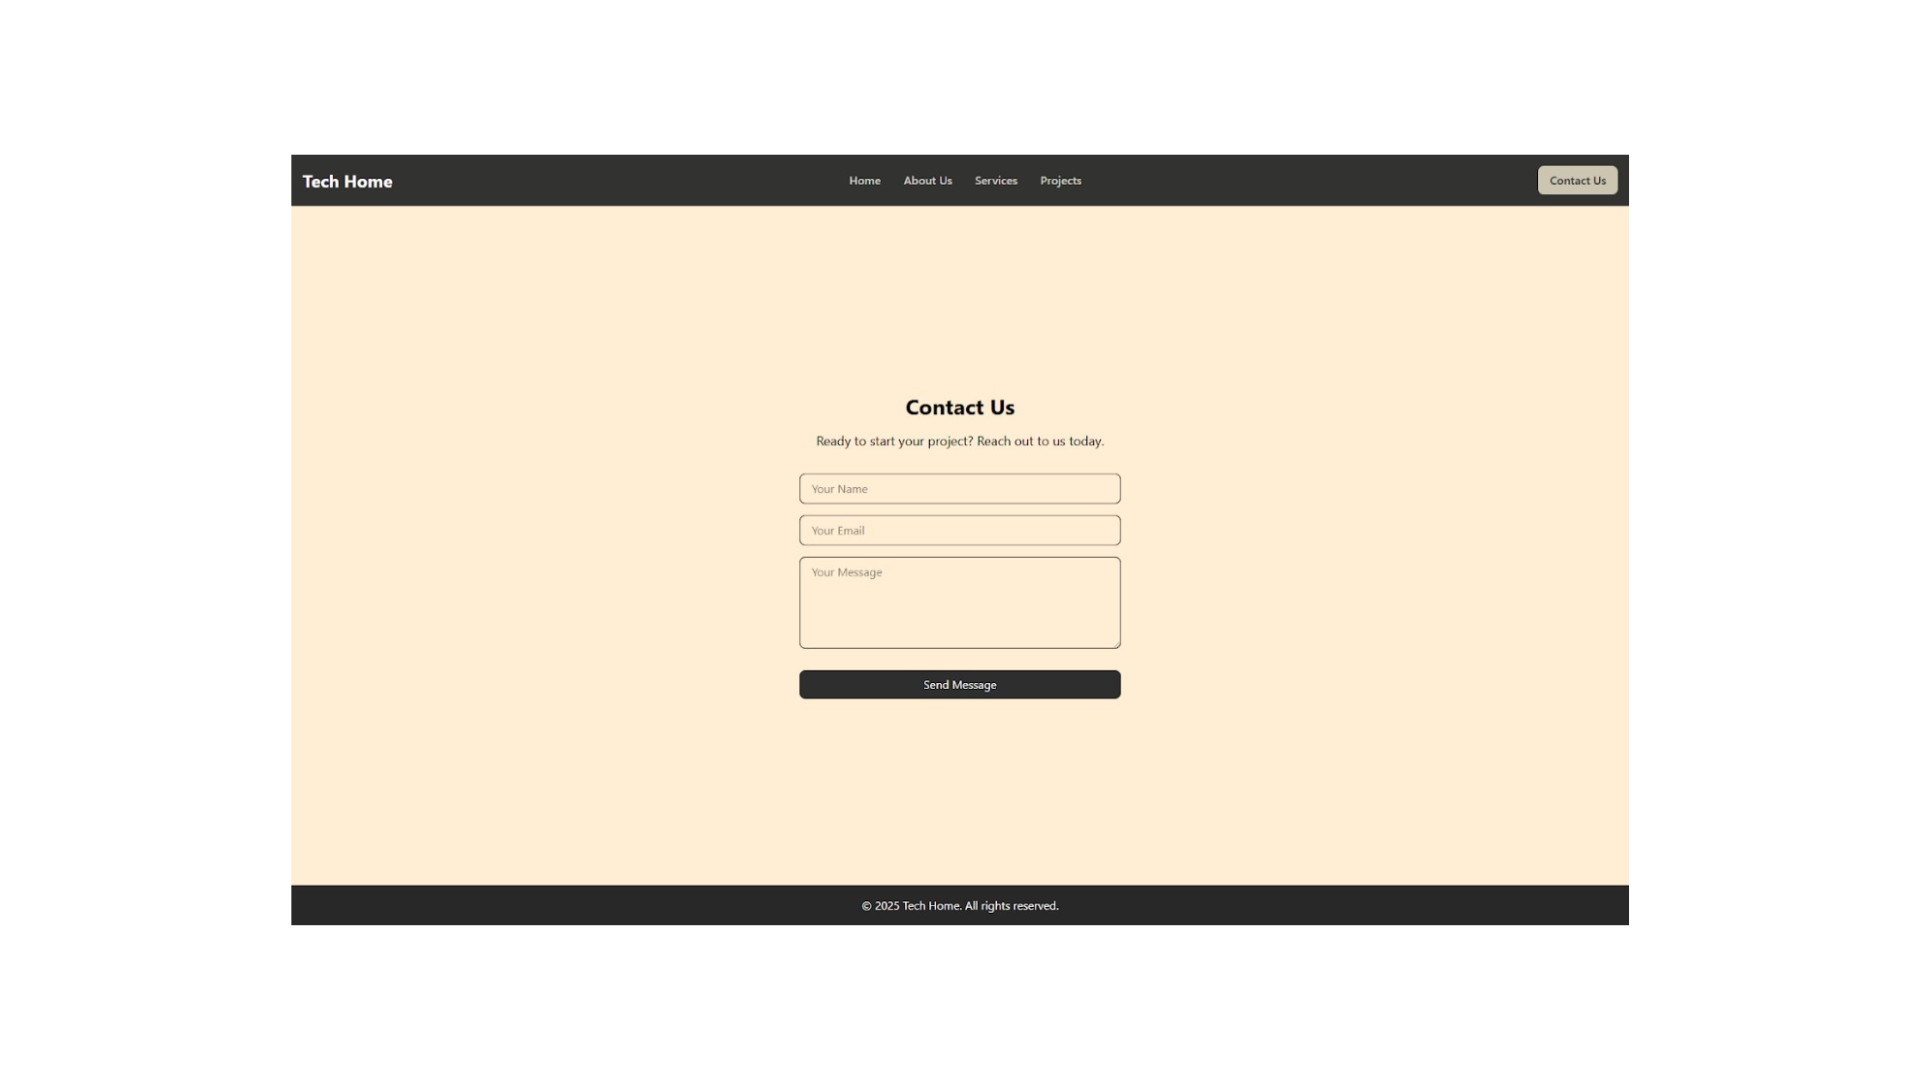 Tech Home
Home About Us Services Projects
Contact Us
Contact Us
Ready to start your project? Reach out to us today.
Your Name
Your Email
Your Message
Send Message
© 2025 Tech Home. All rights reserved.